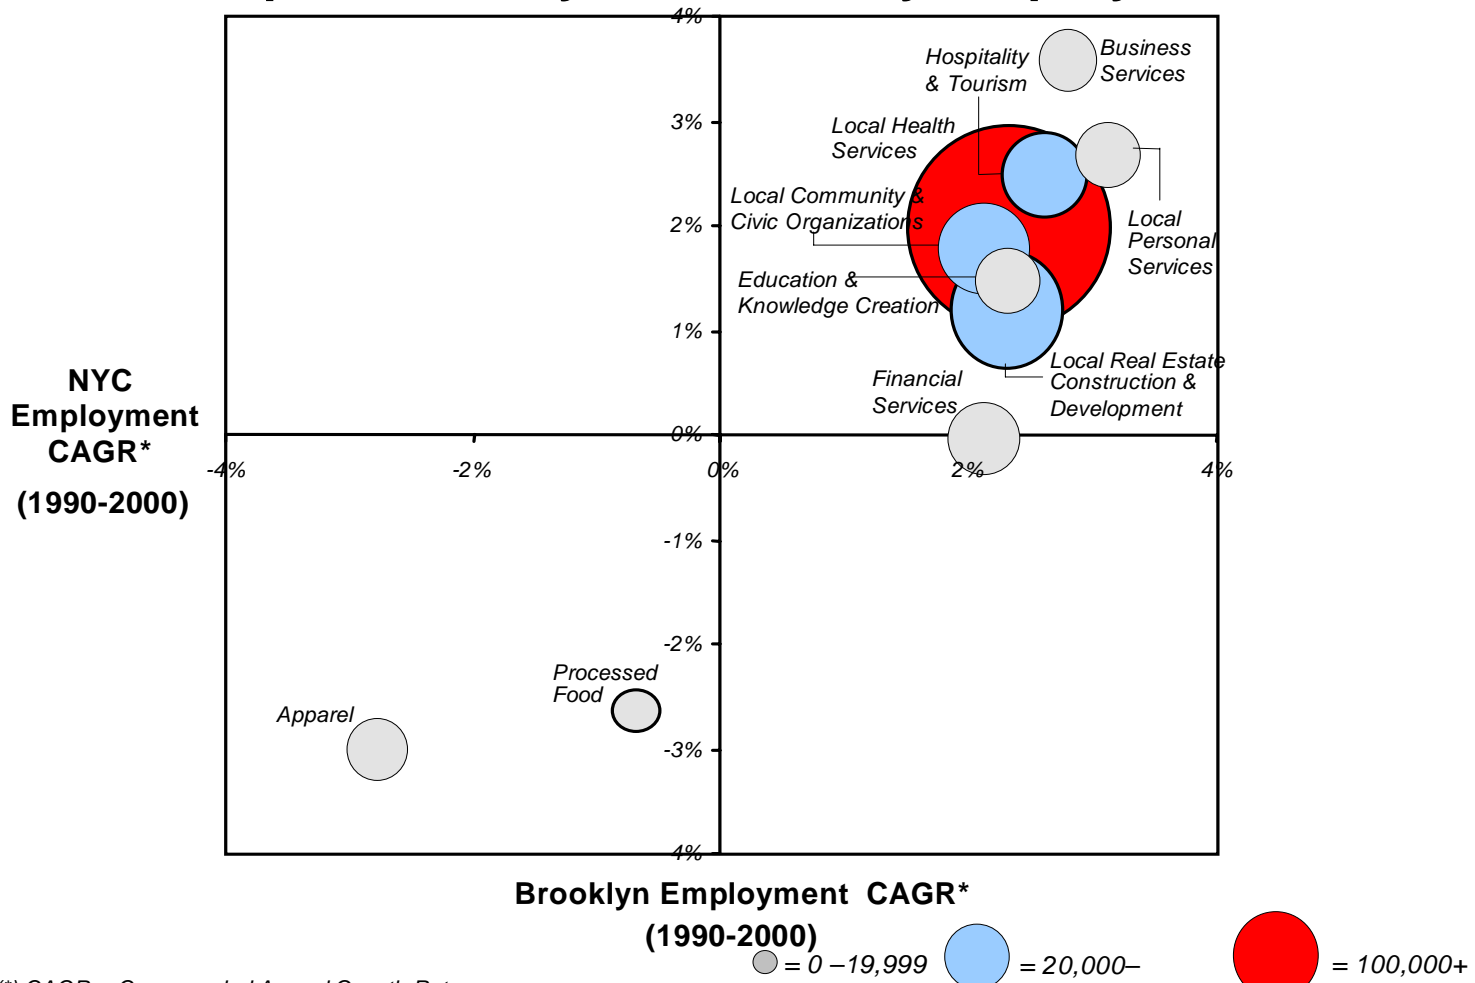 4%
Hospitality
& Tourism
Business
Services
3%
Local Health
Services
Local Community &
Civic Organizations
2%
Local
Personal
Services
Education &
Knowledge Creation
1%
Local Real Estate
Construction &
Development
Financial
Services
NYC
Employment
CAGR*
(1990-2000)
0%
-4%
-2%
0%
2%
4%
-1%
-2%
Processed
Food
Apparel
-3%
-4%
Brooklyn Employment CAGR*
(1990-2000)
= 0 –19,999
= 20,000–
= 100,000+